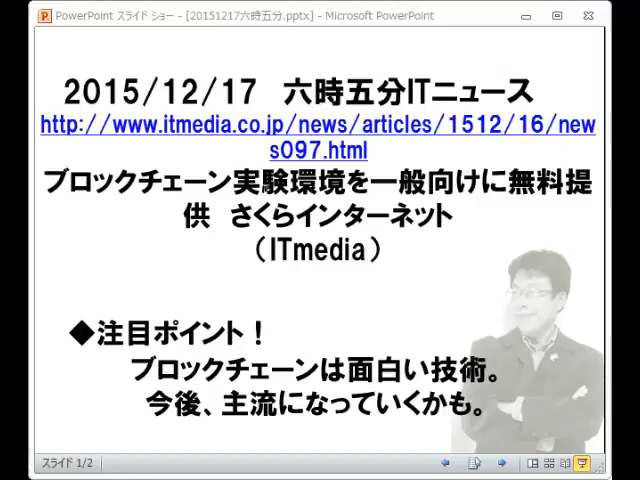 PowerPoint スライド ショー - [20151217六時五分.pptx] - Microsoft PowerPoint
2015/12/17　六時五分ITニュース
http://www.itmedia.co.jp/news/articles/1512/16/new
s097.html
ブロックチェーン実験環境を一般向けに無料提
供　さくらインターネット
（ITmedia）
◆注目ポイント！
ブロックチェーンは面白い技術。
今後、主流になっていくかも。
スライド 1/2